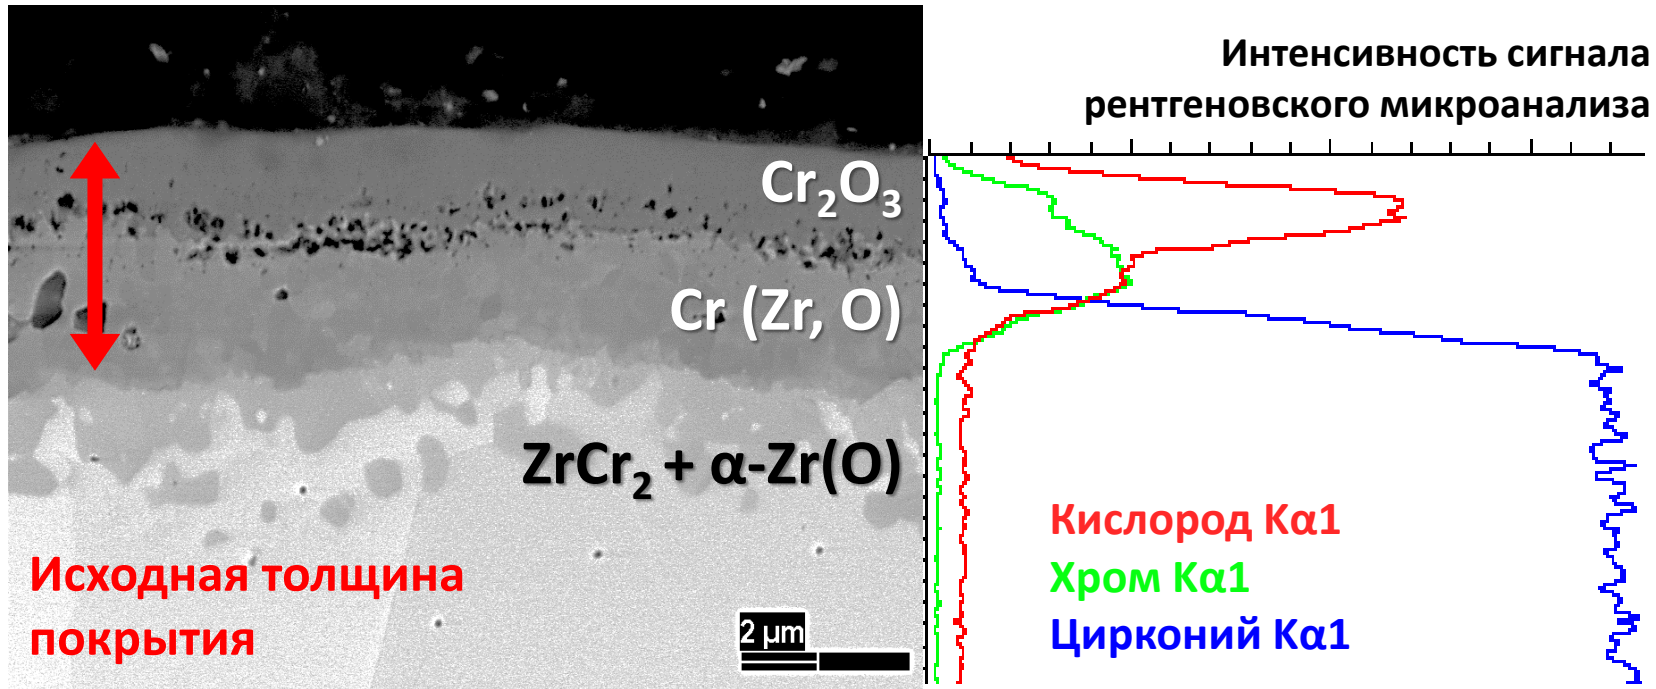 Интенсивность сигнала
рентгеновского микроанализа
Cr₂O₃
Cr (Zr, O)
ZrCr₂ + α-Zr(O)
Исходная толщина
покрытия
2 µm
Кислород Kα1
Хром Kα1
Цирконий Kα1